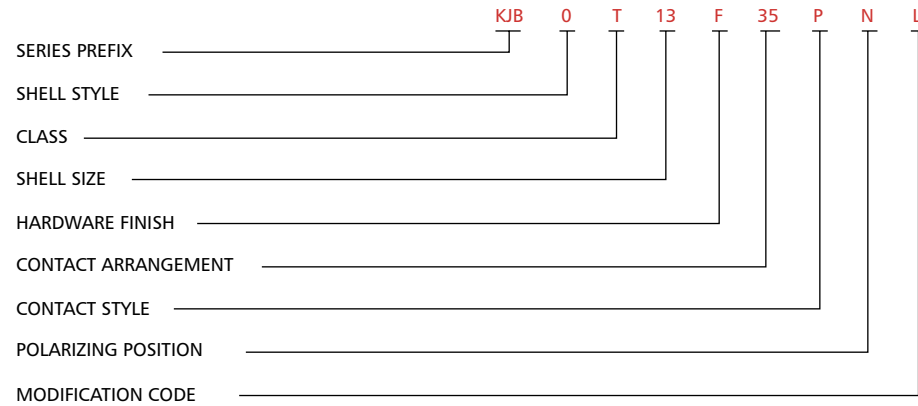 KJB 0 T 13 F 35 P N L
SERIES PREFIX
SHELL STYLE
CLASS
SHELL SIZE
HARDWARE FINISH
CONTACT ARRANGEMENT
CONTACT STYLE
POLARIZING POSITION
MODIFICATION CODE